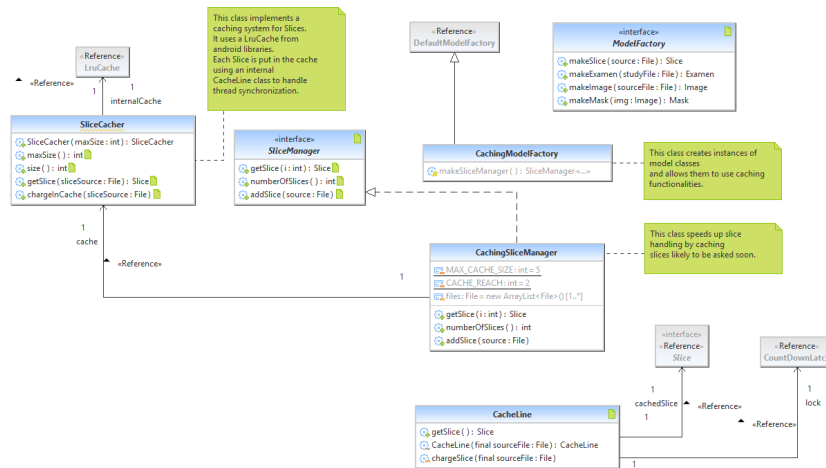 This class implements a
caching system for Slices.
It uses a LruCache from
android libraries.
Each Slice is put in the cache
using an internal
CacheLine class to handle
thread synchronization.
«Reference»
LruCache
«Reference»
1
1
internalCache
SliceCacher
SliceCacher(maxSize : int) : SliceCacher
maxSize ( ) : int
size ( ) : int
getSlice (sliceSource : File) : Slice
chargeInCache (sliceSource : File)
«interface»
SliceManager
getSlice ( i : int) : Slice
numberOfSlices ( ) : int
addSlice (source : File)
«Reference»
DefaultModelFactory
«interface»
ModelFactory
makeSlice (source : File) : Slice
makeExamen (studyFile : File) : Examen
makeImage (sourceFile : File) : Image
makeMask (img : Image) : Mask
CachingModelFactory
makeSliceManager ( ) : SliceManager «...»
This class creates instances of
model classes
and allows them to use caching
functionalities.
1
cache
«Reference»
1
CachingSliceManager
MAX_CACHE_SIZE : int = 5
CACHE_REACH : int = 2
files : File = new ArrayList<File>() [1..*]
getSlice ( i : int) : Slice
numberOfSlices ( ) : int
addSlice (source : File)
This class speeds up slice
handling by caching
slices likely to be asked soon.
«interface»
«Reference»
Slice
«Reference»
CountDownLatc
1
cachedSlice
1
«Reference»
«Reference»
1
lock
1
CacheLine
getSlice ( ) : Slice
CacheLine (final sourceFile : File) : CacheLine
chargeSlice (final sourceFile : File)